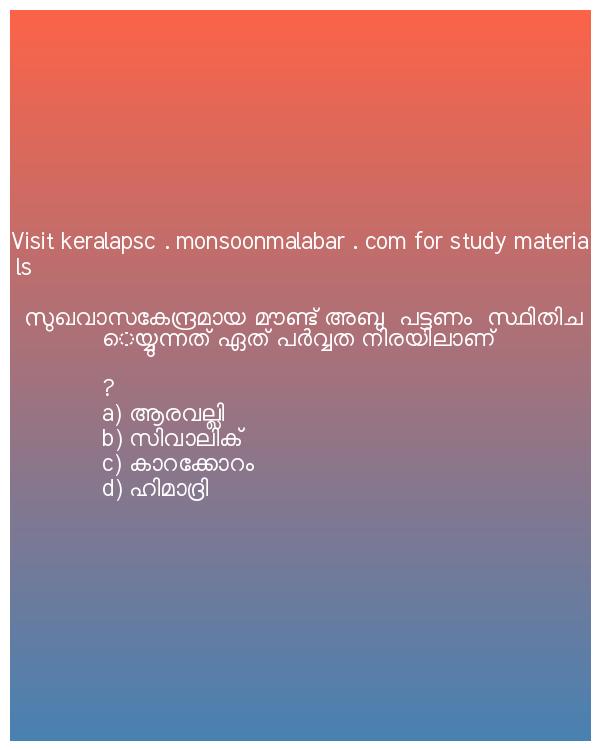 Visit keralapsc . monsoonmalabar . com for study materia
ls
സുഖവാസകേന്ദ്രമായ മൗണ്ട് അബു പട്ടണം സ്ഥിതിച
െയ്യുന്നത് ഏത് പർവ്വത നിരയിലാണ്
?
a) ആരവല്ലി
b) സിവാലിക്
c) കാറക്കോറം
d) ഹിമാദ്രി